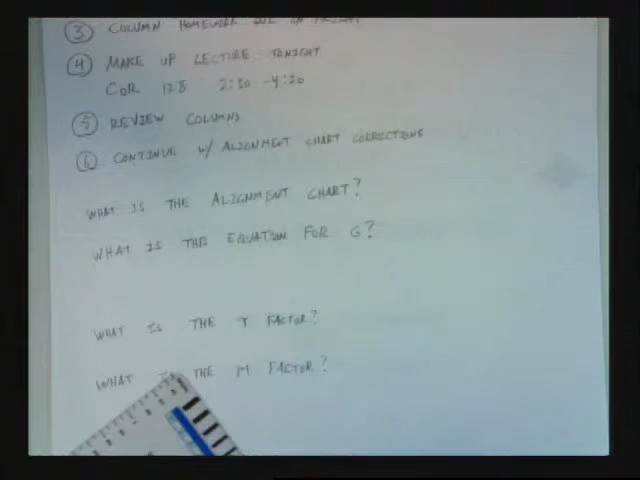 ③ COLUMN HOMEWORK DUE ON FRIDAY
④ MAKE UP LECTURE TONIGHT
COR 128 2:30 -4:20
⑤ REVIEW COLUMNS
⑥ CONTINUE W/ ALIGNMENT CHART CORRECTIONS
WHAT IS THE ALIGNMENT CHART?
WHAT IS THE EQUATION FOR G?
WHAT IS THE T FACTOR?
WHAT IS THE M FACTOR?